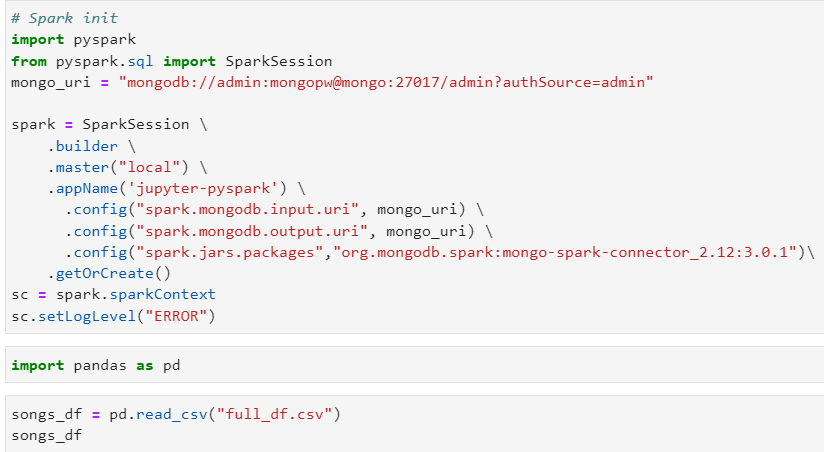 # Spark init
import pyspark
from pyspark.sql import SparkSession
mongo_uri = "mongodb://admin:mongopw@mongo:27017/admin?authSource=admin"

spark = SparkSession \
    .builder \
    .master("local") \
    .appName('jupyter-pyspark') \
      .config("spark.mongodb.input.uri", mongo_uri) \
      .config("spark.mongodb.output.uri", mongo_uri) \
      .config("spark.jars.packages","org.mongodb.spark:mongo-spark-connector_2.12:3.0.1")\
    .getOrCreate()
sc = spark.sparkContext
sc.setLogLevel("ERROR")

import pandas as pd

songs_df = pd.read_csv("full_df.csv")
songs_df